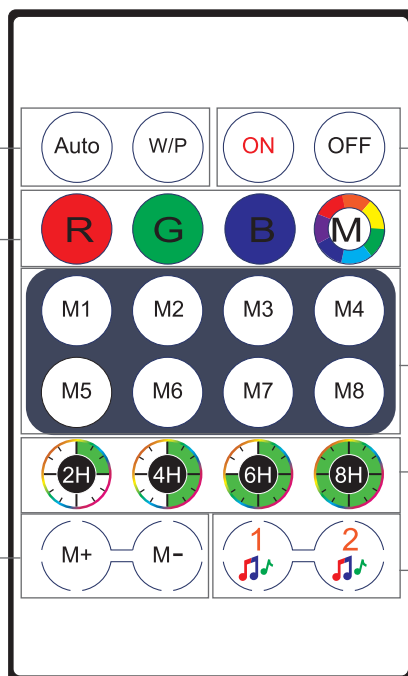 Auto W/P ON OFF
R G B M
M1 M2 M3 M4
M5 M6 M7 M8
2H 4H 6H 8H
M+ M- 1 2